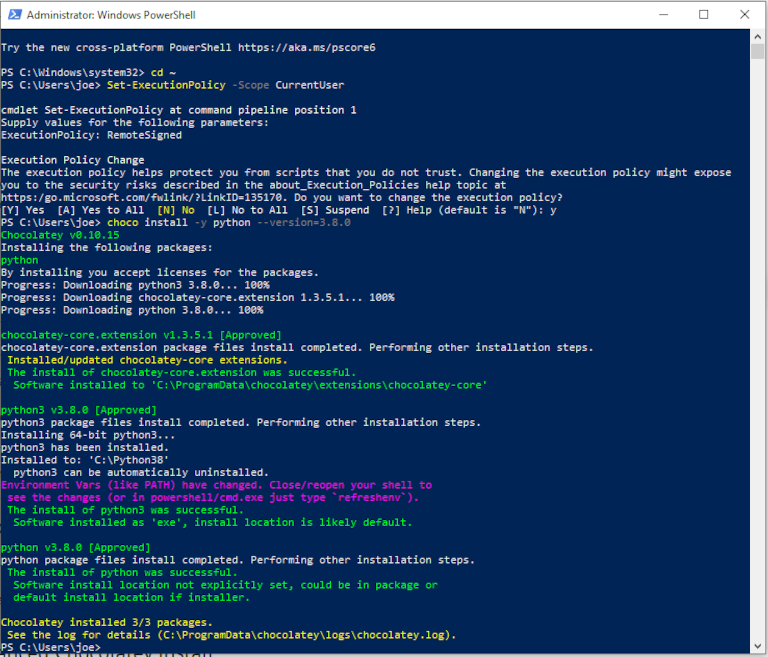 Administrator: Windows PowerShell
Try the new cross-platform PowerShell https://aka.ms/pscore6
PS C:\Windows\system32> cd ~
PS C:\Users\joe> Set-ExecutionPolicy -Scope CurrentUser
cmdlet Set-ExecutionPolicy at command pipeline position 1
Supply values for the following parameters:
ExecutionPolicy: RemoteSigned
Execution Policy Change
The execution policy helps protect you from scripts that you do not trust. Changing the execution policy might expose
you to the security risks described in the about_Execution_Policies help topic at
https:/go.microsoft.com/fwlink/?LinkID=135170. Do you want to change the execution policy?
[Y] Yes  [A] Yes to All  [N] No  [L] No to All  [S] Suspend  [?] Help (default is "N"): y
PS C:\Users\joe> choco install -y python --version=3.8.0
Chocolatey v0.10.15
Installing the following packages:
python
By installing you accept licenses for the packages.
Progress: Downloading python3 3.8.0... 100%
Progress: Downloading chocolatey-core.extension 1.3.5.1... 100%
Progress: Downloading python 3.8.0... 100%
chocolatey-core.extension v1.3.5.1 [Approved]
chocolatey-core.extension package files install completed. Performing other installation steps.
 Installed/updated chocolatey-core extensions.
 The install of chocolatey-core.extension was successful.
  Software installed to 'C:\ProgramData\chocolatey\extensions\chocolatey-core'
python3 v3.8.0 [Approved]
python3 package files install completed. Performing other installation steps.
Installing 64-bit python3...
python3 has been installed.
Installed to: 'C:\Python38'
  python3 can be automatically uninstalled.
Environment Vars (like PATH) have changed. Close/reopen your shell to
 see the changes (or in powershell/cmd.exe just type `refreshenv`).
 The install of python3 was successful.
  Software installed as 'exe', install location is likely default.
python v3.8.0 [Approved]
python package files install completed. Performing other installation steps.
 The install of python was successful.
  Software install location not explicitly set, could be in package or
  default install location if installer.
Chocolatey installed 3/3 packages.
 See the log for details (C:\ProgramData\chocolatey\logs\chocolatey.log).
PS C:\Users\joe>